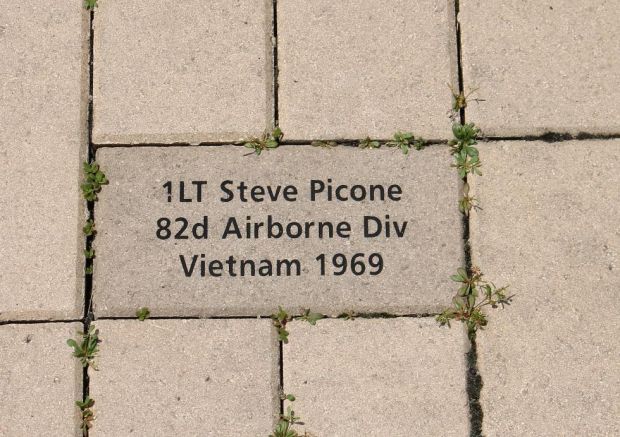 1LT Steve Picone
82d Airborne Div
Vietnam 1969